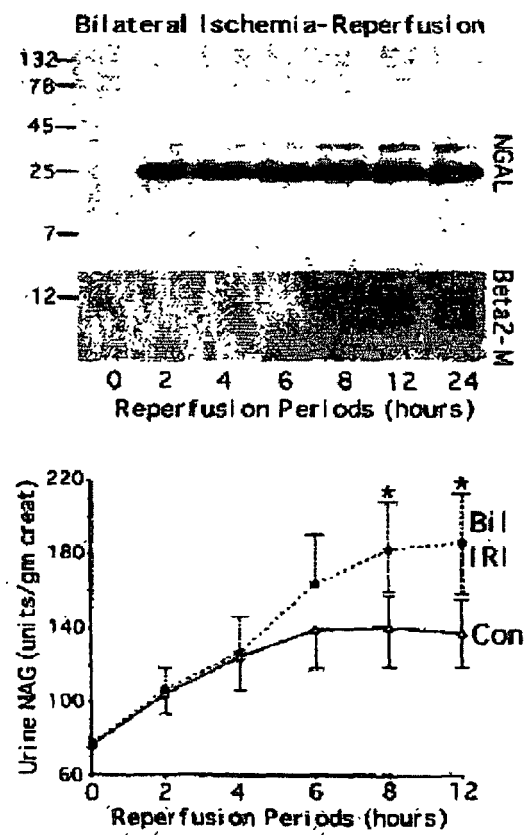 Bilateral Ischemia-Reperfusion
132
78
45
25
7
NGAL
12
Beta2-M
0 2 4 6 8 12 24
Reperfusion Periods (hours)
220
180
140
100
60
Urine NAG (units/gm creat)
* *
Bil IRI
Con
0 2 4 6 8 10 12
Reperfusion Periods (hours)